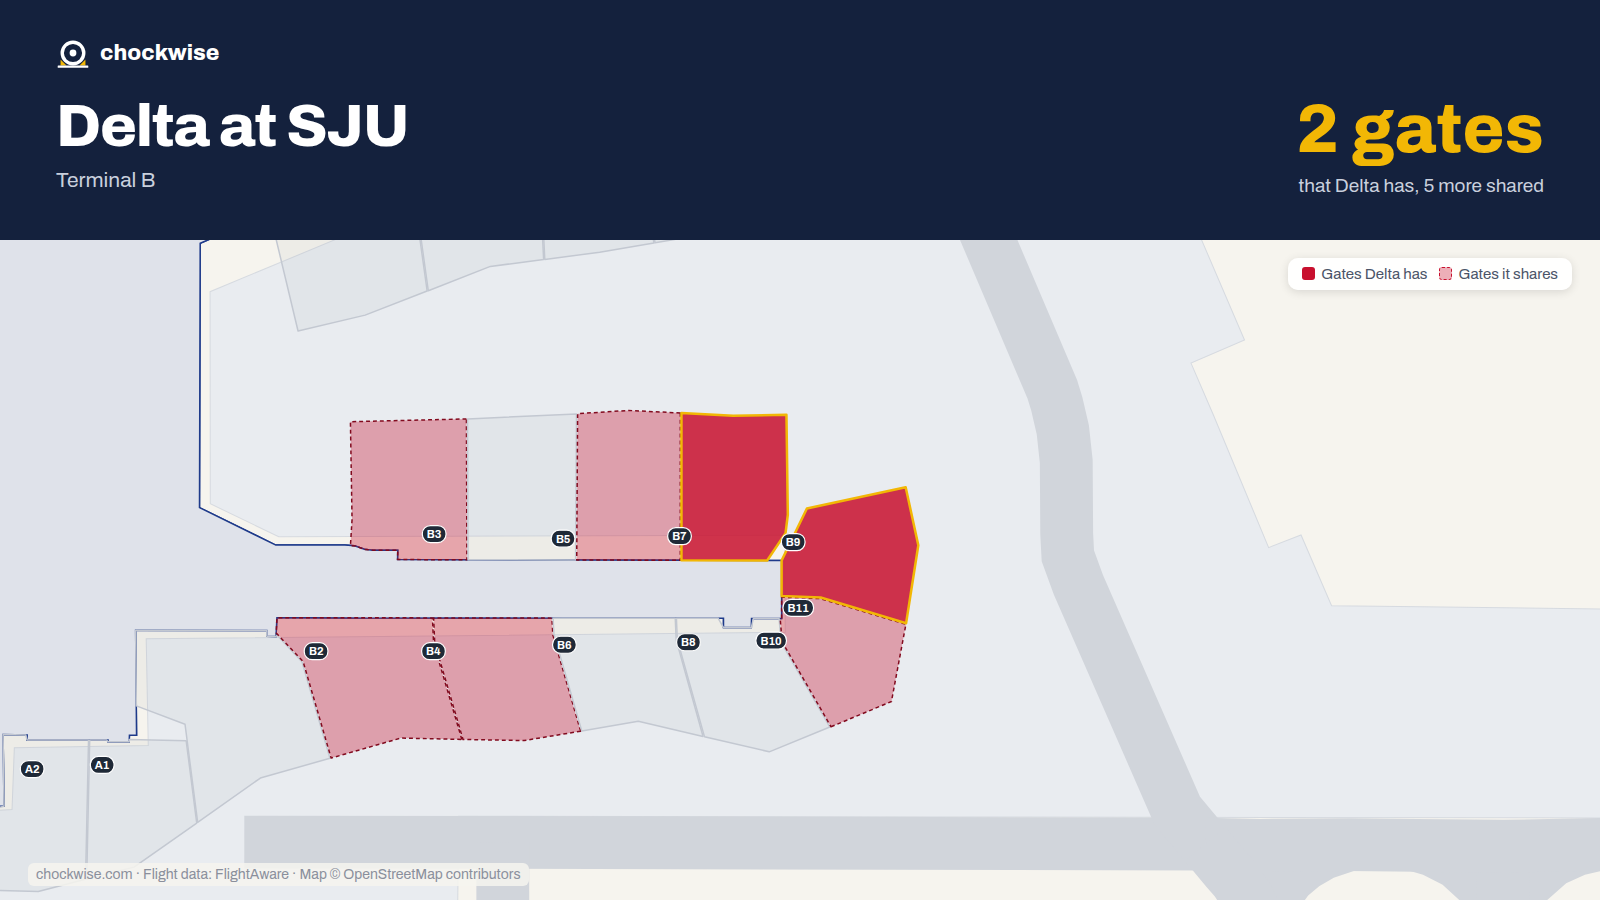 chockwise
Delta at SJU
Terminal B
2 gates
that Delta has, 5 more shared
Gates Delta has
Gates it shares
B3
B5
B7
B9
B11
B2
B4
B6
B8
B10
A2
A1
chockwise.com · Flight data: FlightAware · Map © OpenStreetMap contributors